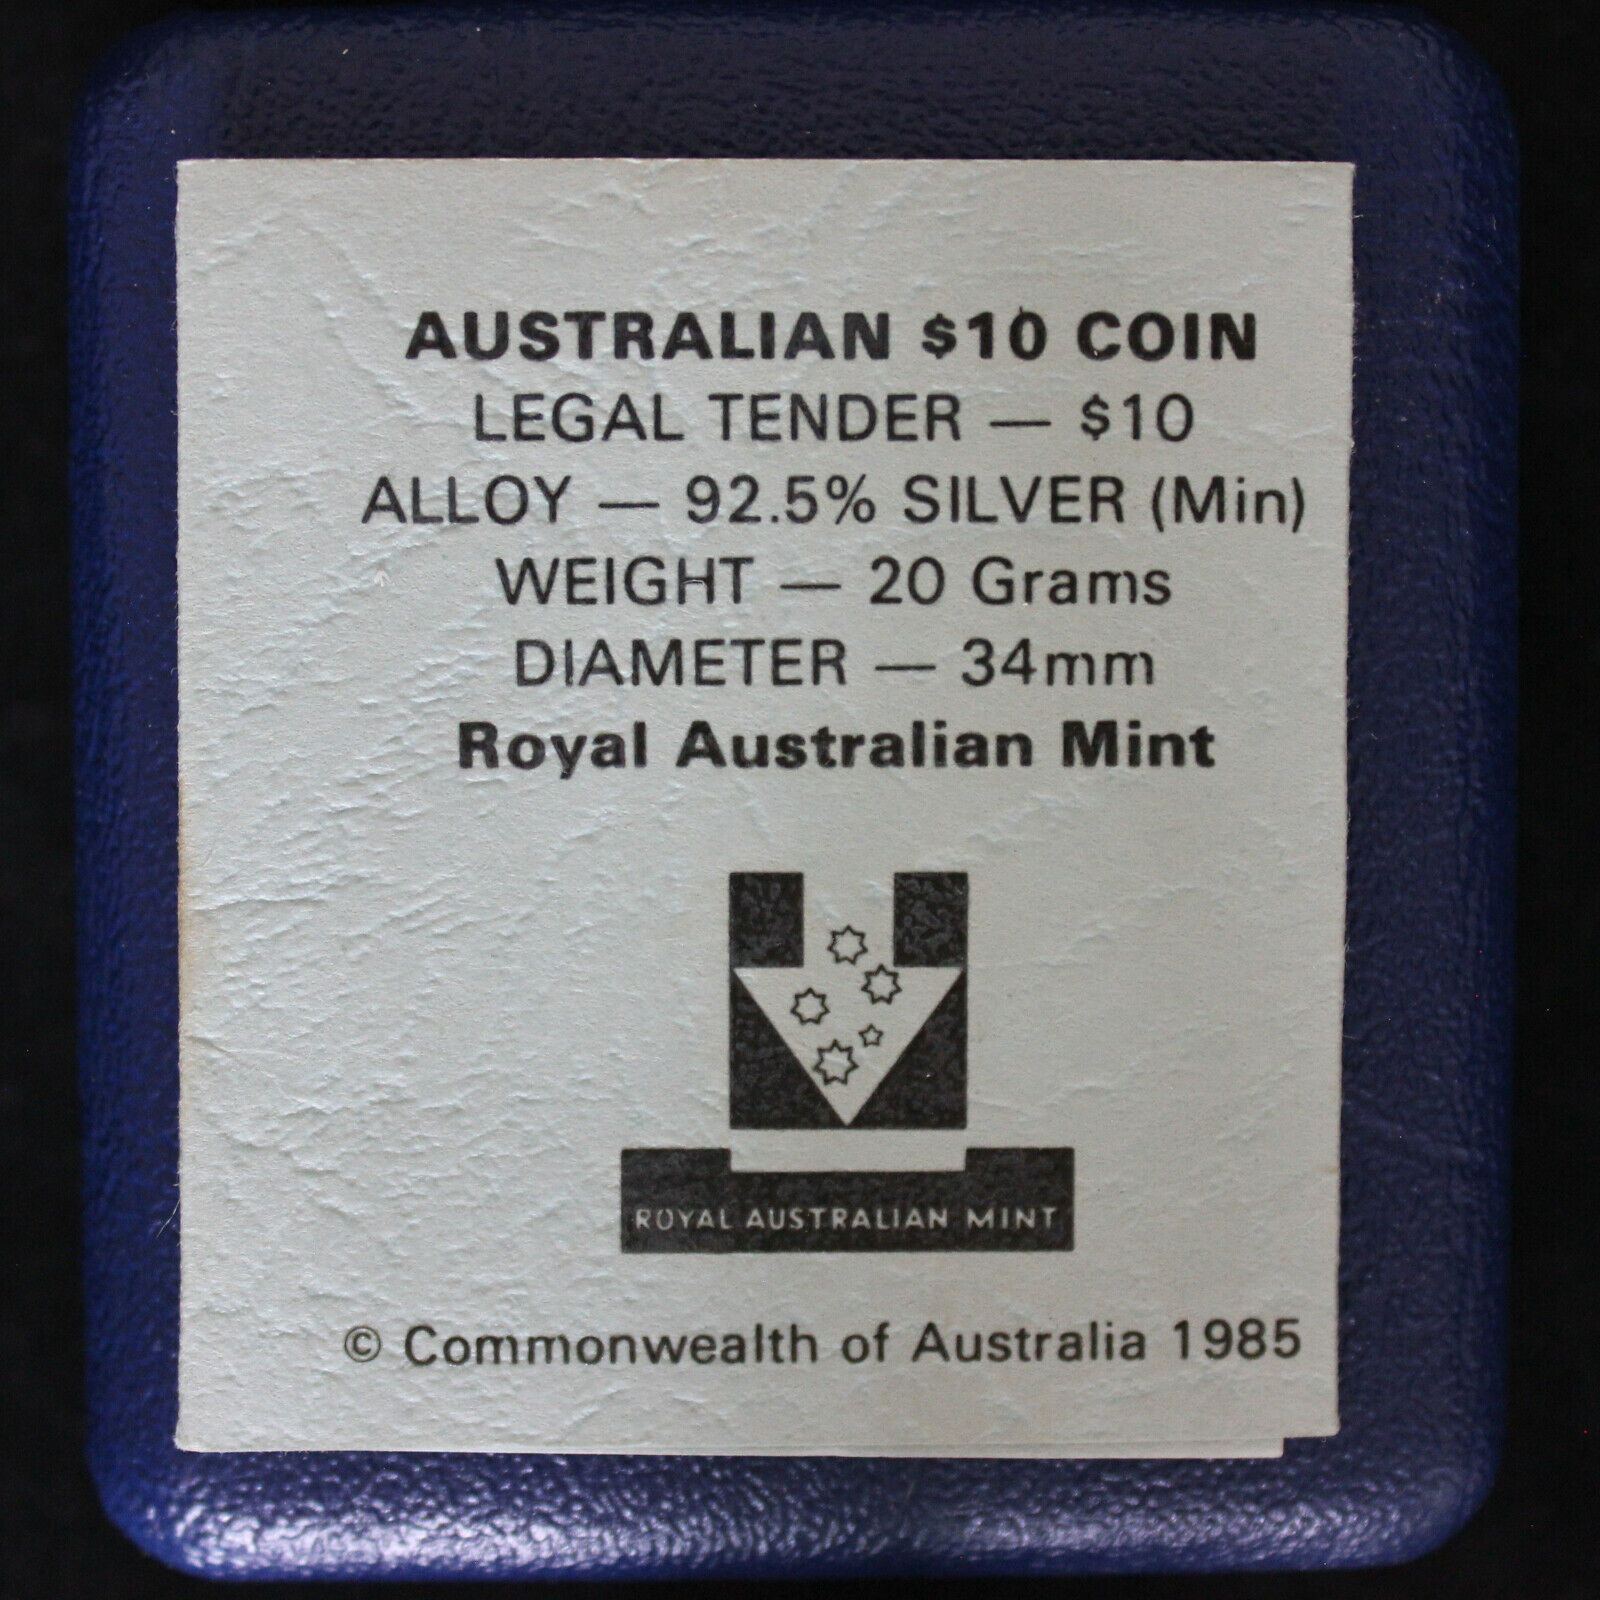 AUSTRALIAN $10 COIN
LEGAL TENDER — $10
ALLOY — 92.5% SILVER (Min)
WEIGHT — 20 Grams
DIAMETER — 34mm
Royal Australian Mint
ROYAL AUSTRALIAN MINT
© Commonwealth of Australia 1985